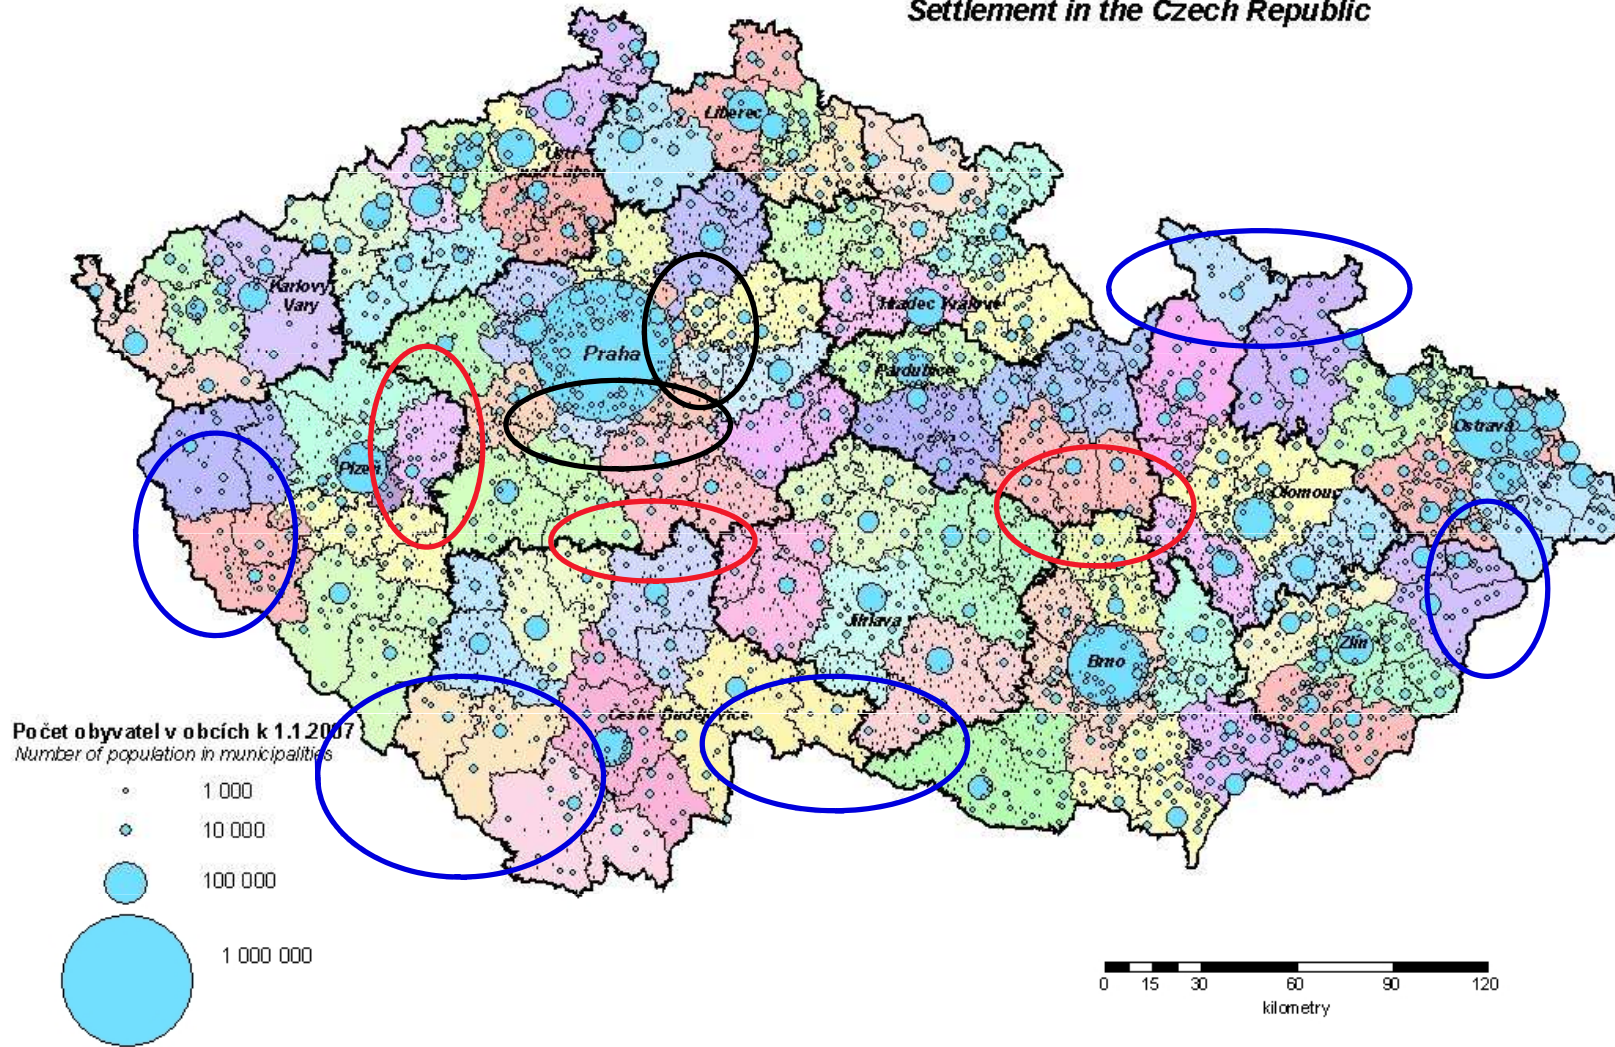 Settlement in the Czech Republic
Liberec
Ústí
nad Labem
Karlovy
Vary
Hradec Králové
Praha
Pardubice
Ostrava
Plzeň
Olomouc
Jihlava
Zlín
Brno
České Budějovice
Počet obyvatel v obcích k 1.1.2007
Number of population in municipalities
1 000
10 000
100 000
1 000 000
0 15 30 60 90 120
kilometry